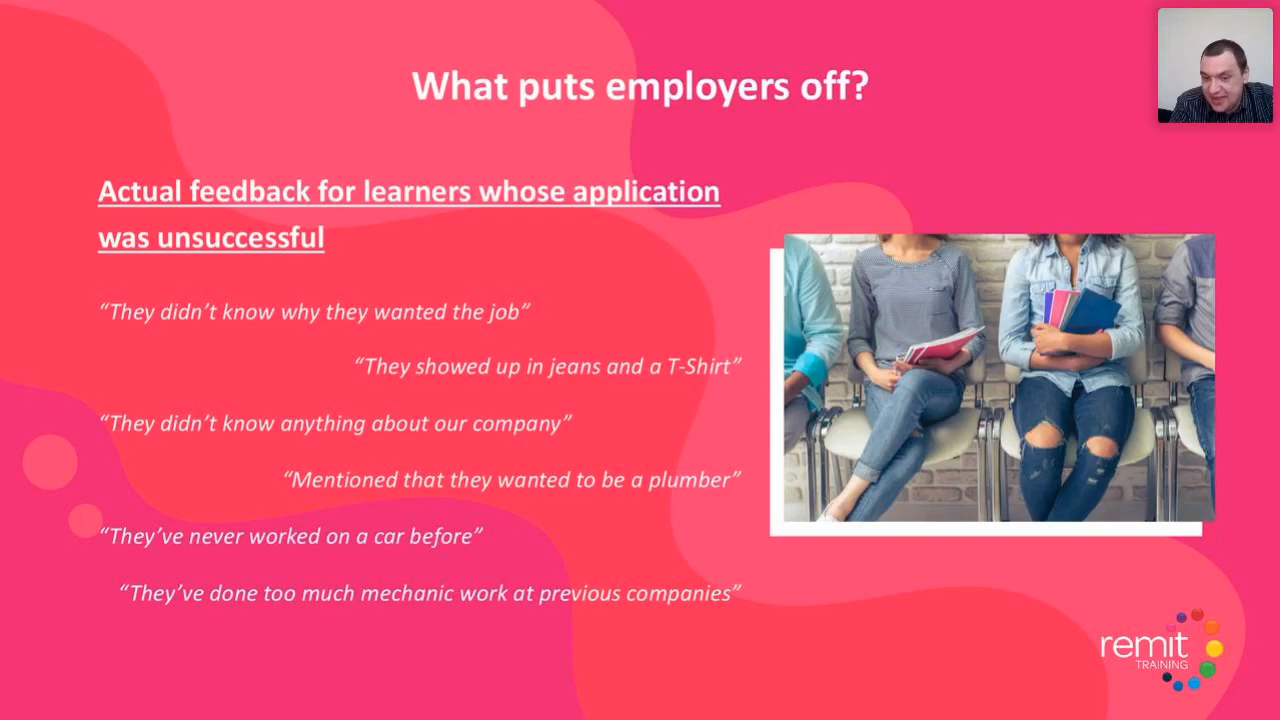 What puts employers off?
Actual feedback for learners whose application
was unsuccessful
“They didn’t know why they wanted the job”
“They showed up in jeans and a T-Shirt”
“They didn’t know anything about our company”
“Mentioned that they wanted to be a plumber”
“They’ve never worked on a car before”
“They’ve done too much mechanic work at previous companies”
remit
TRAINING